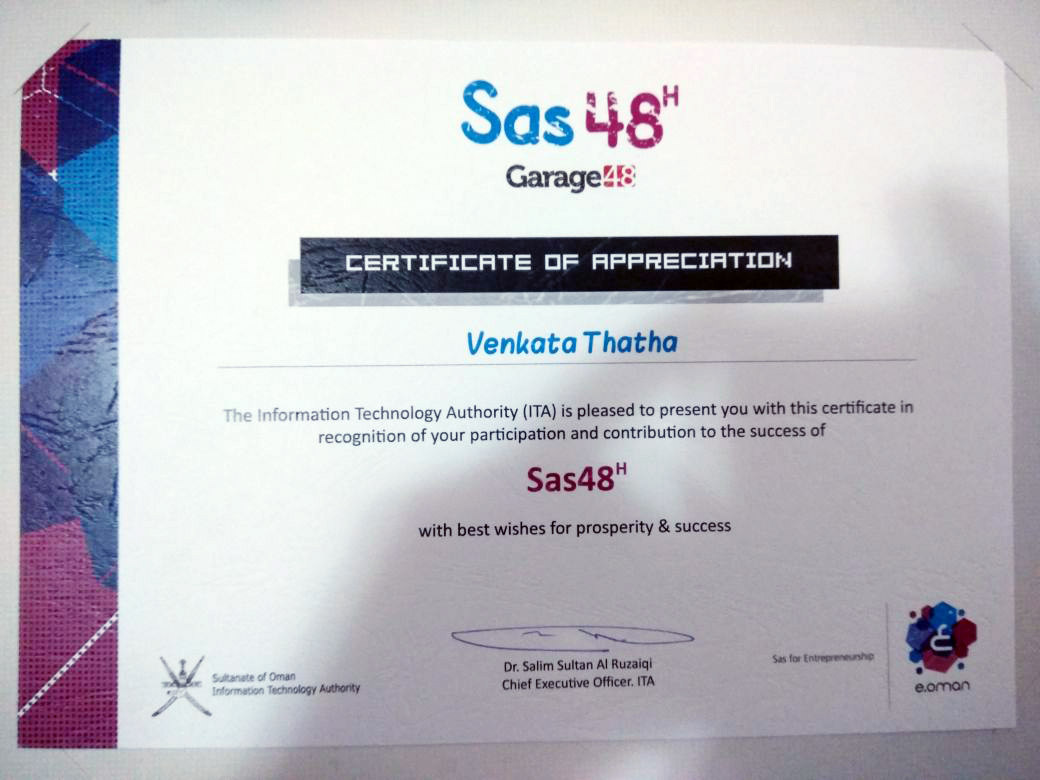 Sas 48H
Garage48
CERTIFICATE OF APPRECIATION
Venkata Thatha
The Information Technology Authority (ITA) is pleased to present you with this certificate in
recognition of your participation and contribution to the success of
Sas48H
with best wishes for prosperity & success
Sultanate of Oman
Information Technology Authority
Dr. Salim Sultan Al Ruzaiqi
Chief Executive Officer. ITA
Sas for Entrepreneurship
e.oman